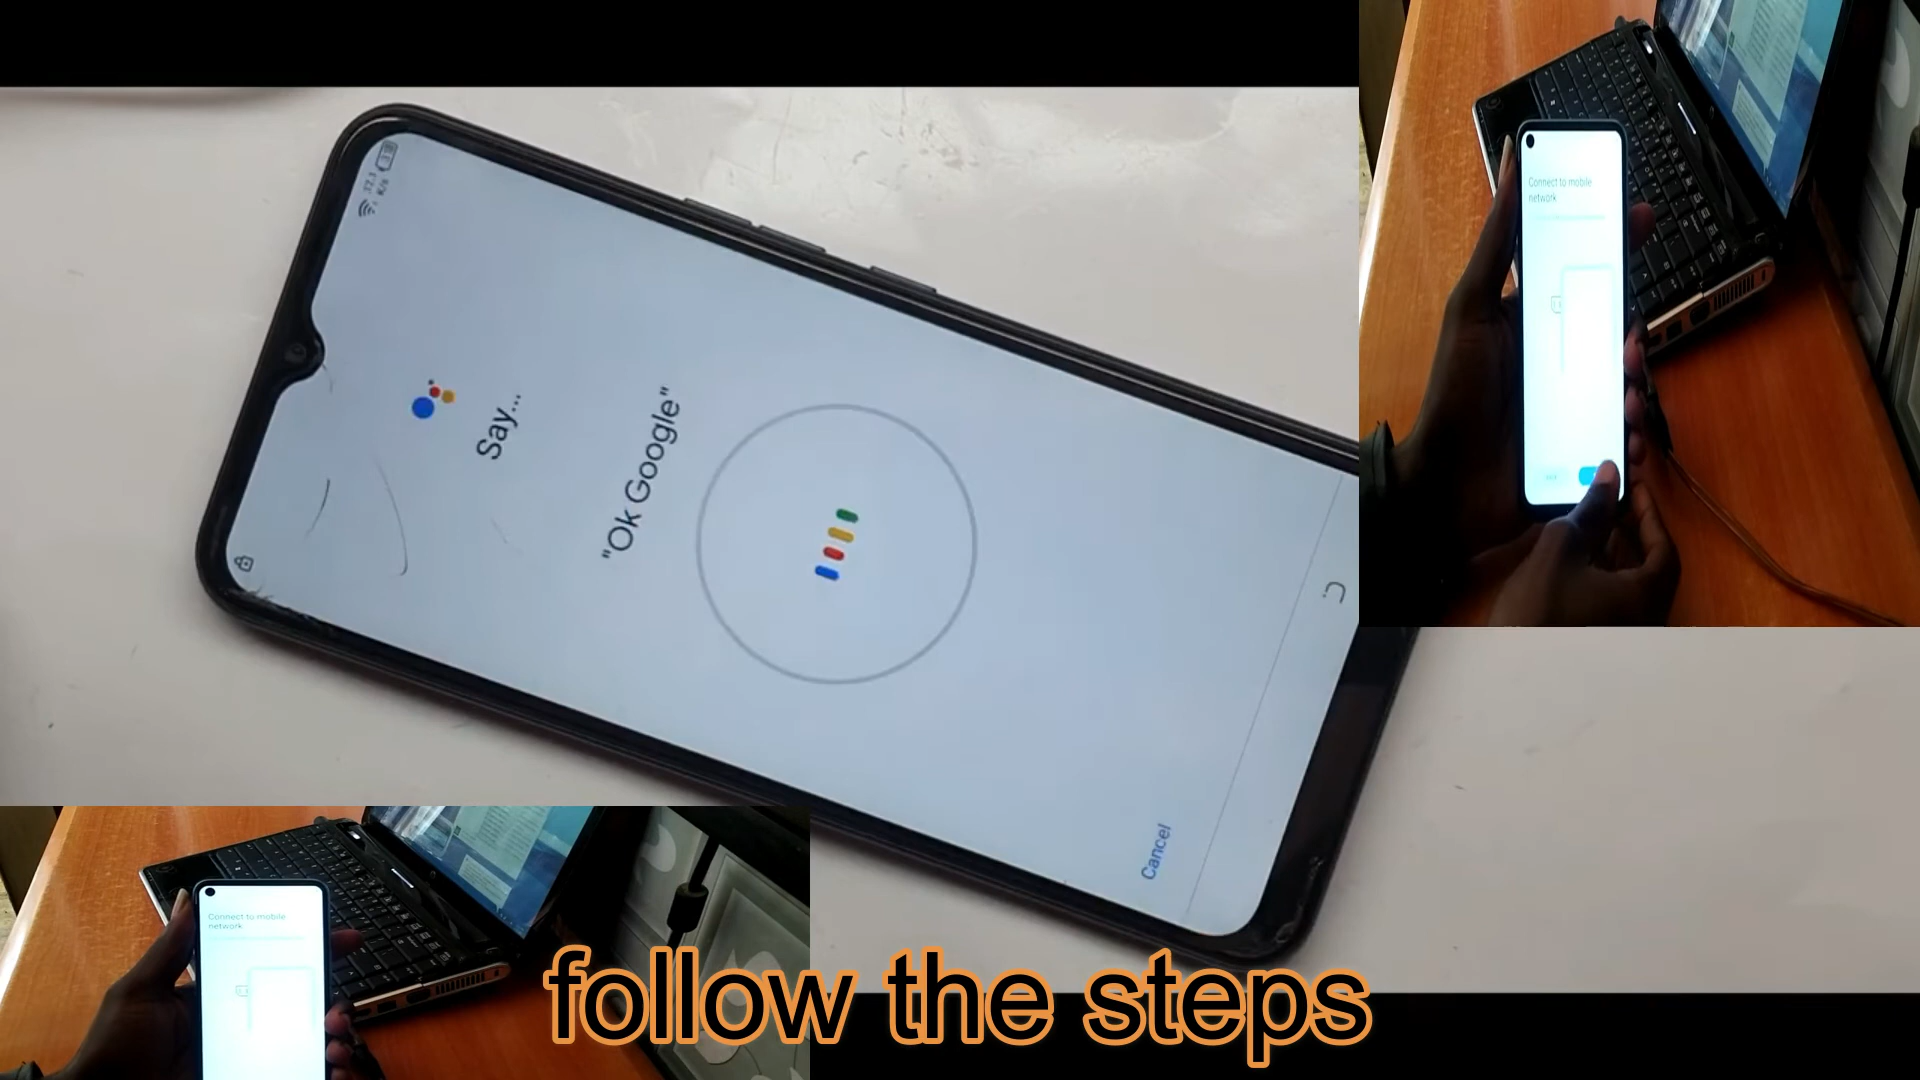 Say...
"Ok Google"
Cancel
Connect to mobile
network
Connect to mobile
network
follow the steps